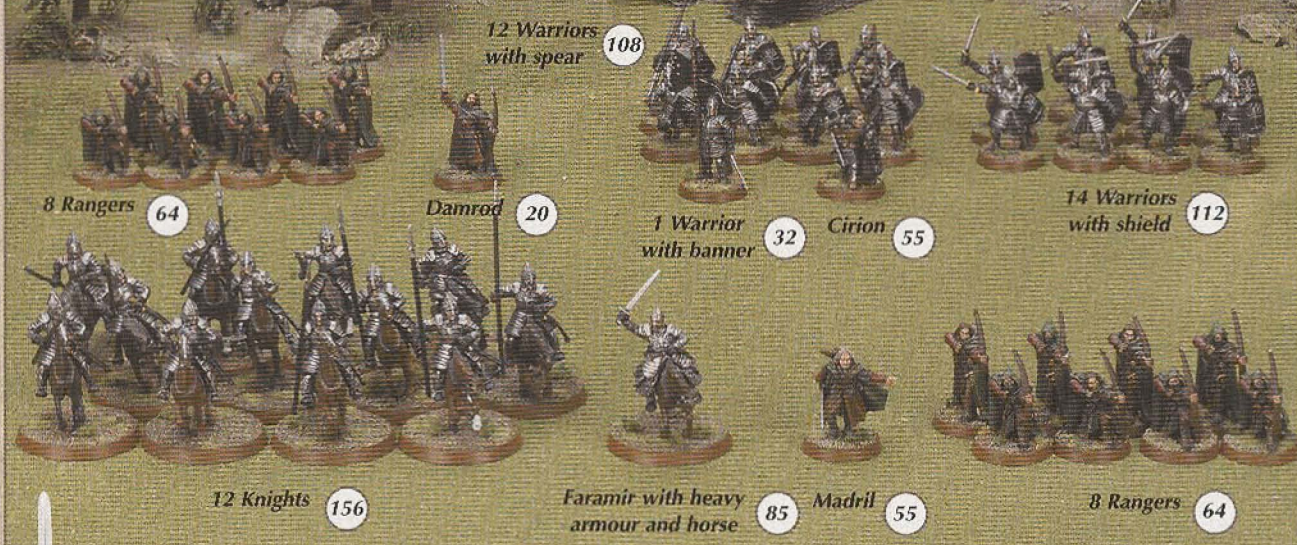 12 Warriors
with spear
108
8 Rangers
64
Damrod
20
1 Warrior
with banner
32
Cirion
55
14 Warriors
with shield
112
12 Knights
156
Faramir with heavy
armour and horse
85
Madril
55
8 Rangers
64